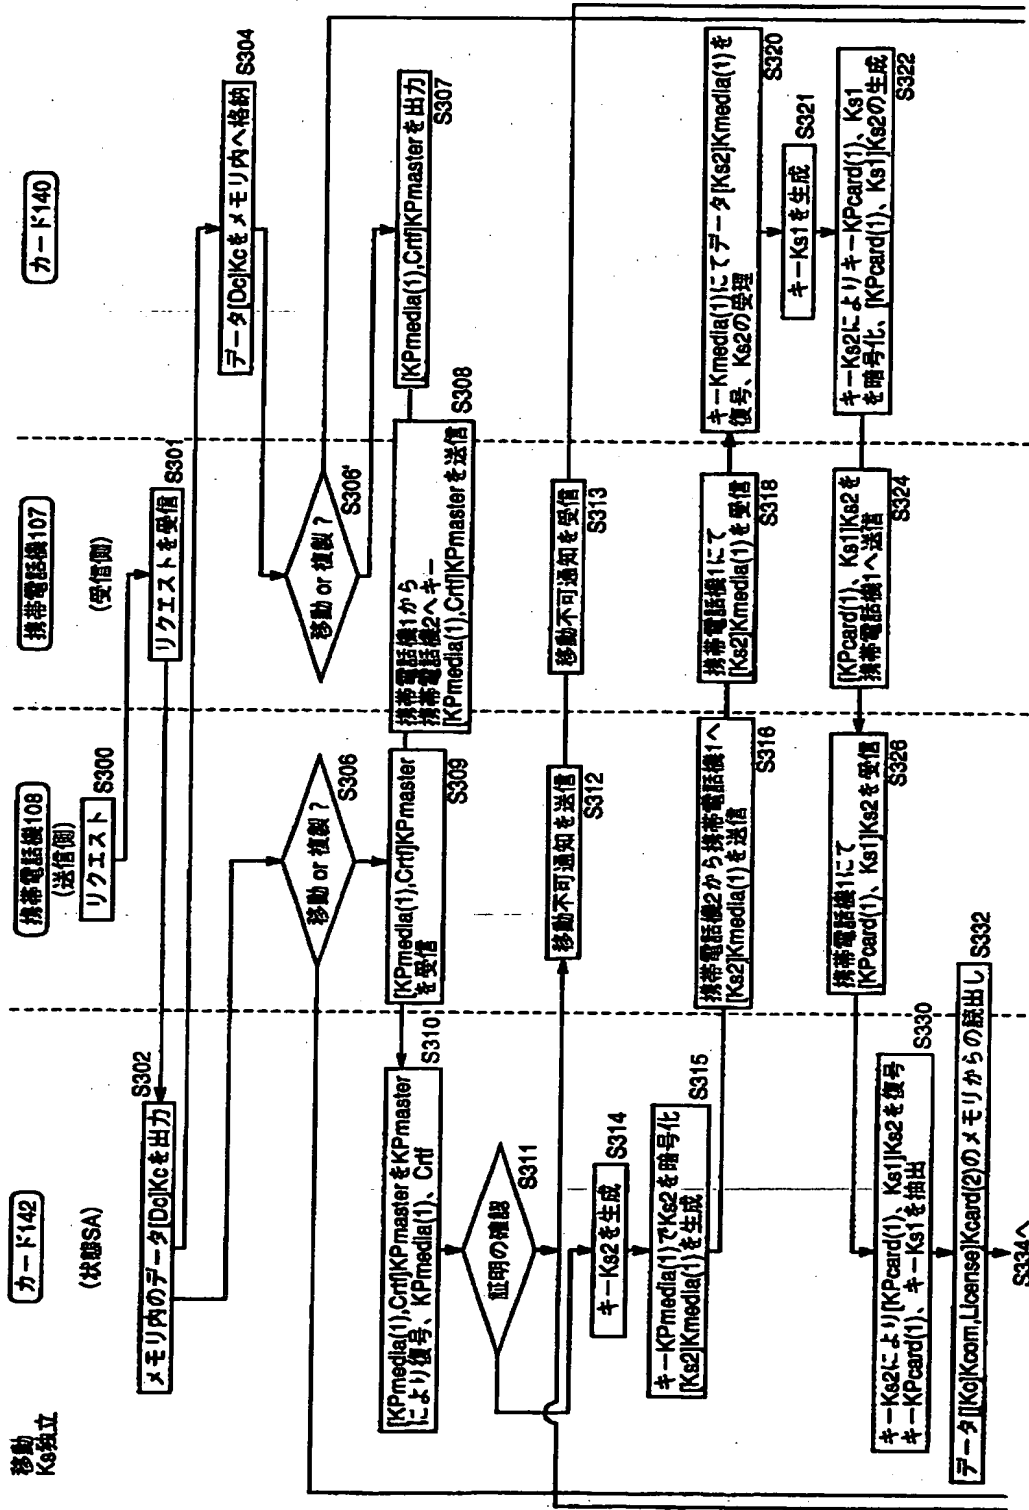 移動
Ks独立
カード142
(状態SA)
携帯電話機108
(送信側)
携帯電話機107
(受信側)
カード140
リクエスト
S300
リクエストを受信
S301
メモリ内のデータ[Dc]Kcを出力
S302
データ[Dc]Kcをメモリ内へ格納
S304
移動 or 複製 ?
S306
移動 or 複製 ?
S306'
[KPmedia(1),Crtf]KPmasterを出力
S307
携帯電話機1から
携帯電話機2へキー
[KPmedia(1),Crtf]KPmasterを送信
S308
[KPmedia(1),Crtf]KPmaster
を受信
S309
[KPmedia(1),Crtf]KPmasterをKPmaster
により復号、KPmedia(1)、Crtf
S310
証明の確認
S311
移動不可通知を送信
S312
移動不可通知を受信
S313
キーKs2を生成
S314
キーKPmedia(1)でKs2を暗号化
[Ks2]Kmedia(1)を生成
S315
携帯電話機2から携帯電話機1へ
[Ks2]Kmedia(1)を送信
S316
携帯電話機1にて
[Ks2]Kmedia(1)を受信
S318
キーKmedia(1)にてデータ[Ks2]Kmedia(1)を
復号、Ks2の受理
S320
キーKs1を生成
S321
キーKs2によりキーKPcard(1)、Ks1
を暗号化、[KPcard(1)、Ks1]Ks2の生成
S322
[KPcard(1)、Ks1]Ks2を
携帯電話機1へ送信
S324
携帯電話機1にて
[KPcard(1)、Ks1]Ks2を受信
S326
キーKs2により[KPcard(1)、Ks1]Ks2を復号
キーKPcard(1)、キーKs1を抽出
S330
データ[[Kc]Kcom,License]Kcard(2)のメモリからの読出し
S332
S334へ